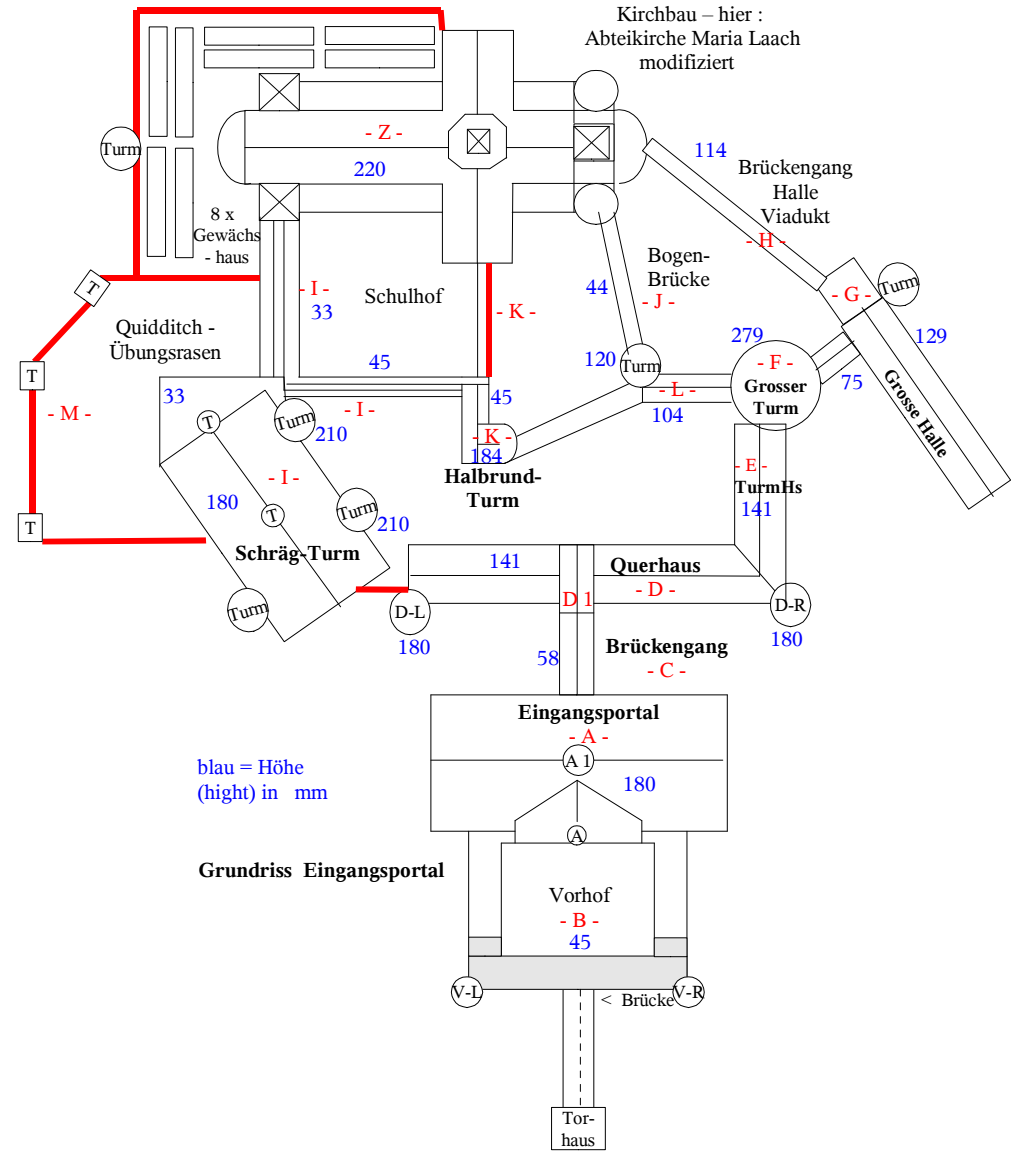 Kirchbau – hier :
Abteikirche Maria Laach
modifiziert
Turm
- Z -
220
114
Brückengang
Halle
Viadukt
- H -
8 x
Gewächs
- haus
T
- I -
33
Schulhof
- K -
Bogen-
Brücke
44
- J -
- G -
Turm
Quidditch -
Übungsrasen
279
129
45
120
Turm
- F -
Grosser
Turm
75
T
- M -
33
- I -
45
- L -
104
Grosse Halle
T
Turm
210
- K -
184
Halbrund-
Turm
- I -
180
- E -
TurmHs
141
T
Turm
210
T
Schräg-Turm
141
Querhaus
D 1
- D -
Turm
D-L
180
D-R
180
58
Brückengang
- C -
Eingangsportal
- A -
A 1
180
blau = Höhe
(hight) in mm
A
Grundriss Eingangsportal
Vorhof
- B -
45
V-L
< Brücke
V-R
Tor-
haus